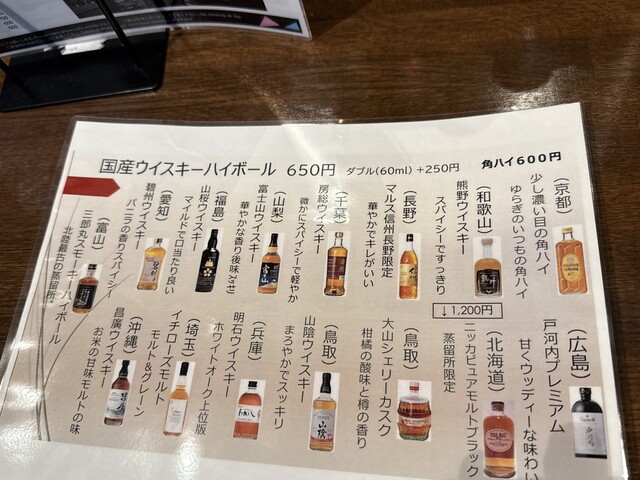 国産ウイスキーハイボール 650円 ダブル(60ml) +250円 角ハイ600円
(京都)
少し濃い目の角ハイ
ゆらぎのいつもの角ハイ
(和歌山)
熊野ウイスキー
スパイシーですっきり
(長野)
マルス信州長野限定
華やかでキレがいい
(千葉)
房総ウイスキー
微かにスパイシーで軽やか
(山梨)
富士山ウイスキー
華やかな香り後味
(福島)
山桜ウイスキー
マイルドで口当たり良い
(愛知)
碧州ウイスキー
バニラの香りスパイシー
(富山)
三郎丸スモーキーハイボール
北陸最古の蒸留所
(広島)
戸河内プレミアム
甘くウッディーな味わい
↓1,200円
(北海道)
ニッカピュアモルトブラック
蒸留所限定
(鳥取)
大山シェリーカスク
柑橘の酸味と樽の香り
(鳥取)
山陰ウイスキー
まろやかでスッキリ
(兵庫)
明石ウイスキー
ホワイトオーク上位版
(埼玉)
イチローズモルト
モルト&グレーン
(沖縄)
昌廣ウイスキー
お米の甘味モルトの味